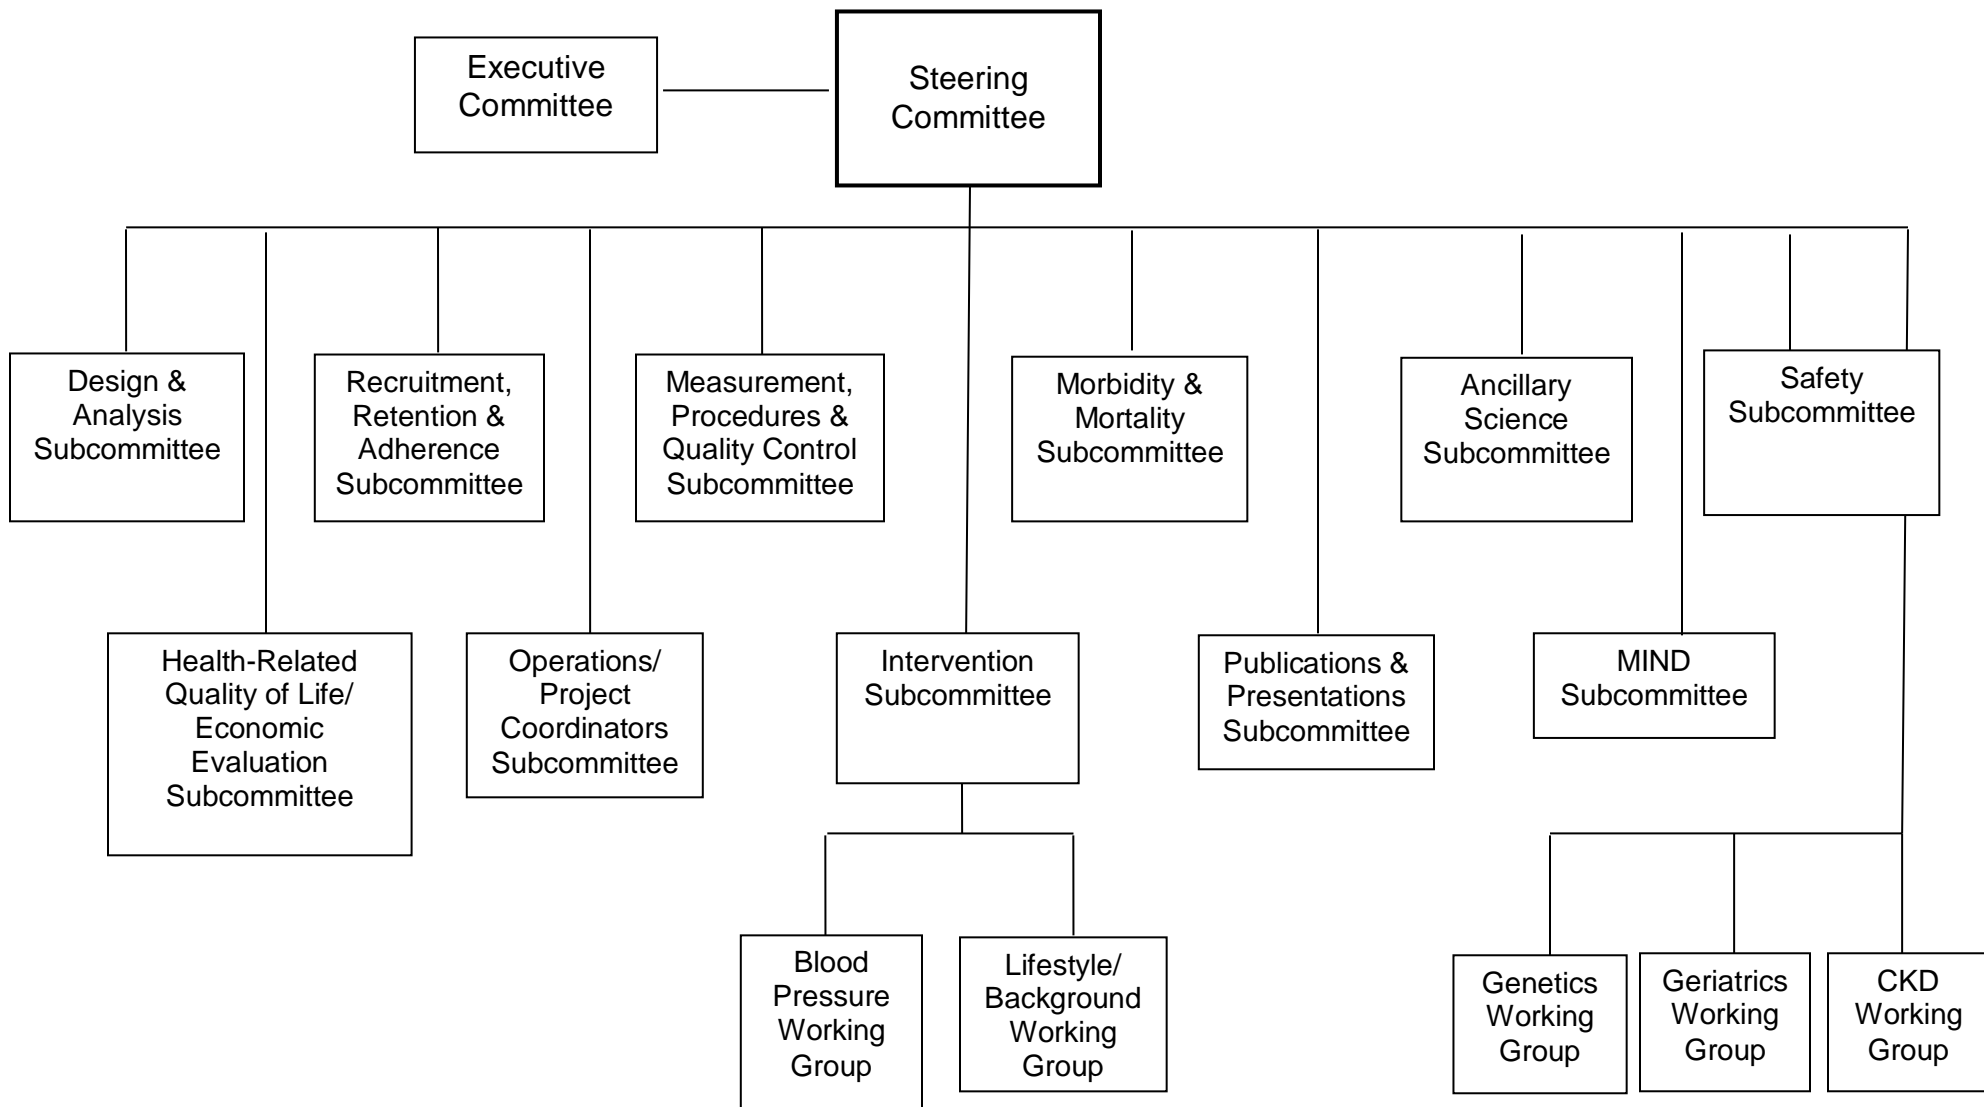 Executive
Committee
Steering
Committee
Design &
Analysis
Subcommittee
Recruitment,
Retention &
Adherence
Subcommittee
Measurement,
Procedures &
Quality Control
Subcommittee
Morbidity &
Mortality
Subcommittee
Ancillary
Science
Subcommittee
Safety
Subcommittee
Health-Related
Quality of Life/
Economic
Evaluation
Subcommittee
Operations/
Project
Coordinators
Subcommittee
Intervention
Subcommittee
Publications &
Presentations
Subcommittee
MIND
Subcommittee
Blood
Pressure
Working
Group
Lifestyle/
Background
Working
Group
Genetics
Working
Group
Geriatrics
Working
Group
CKD
Working
Group